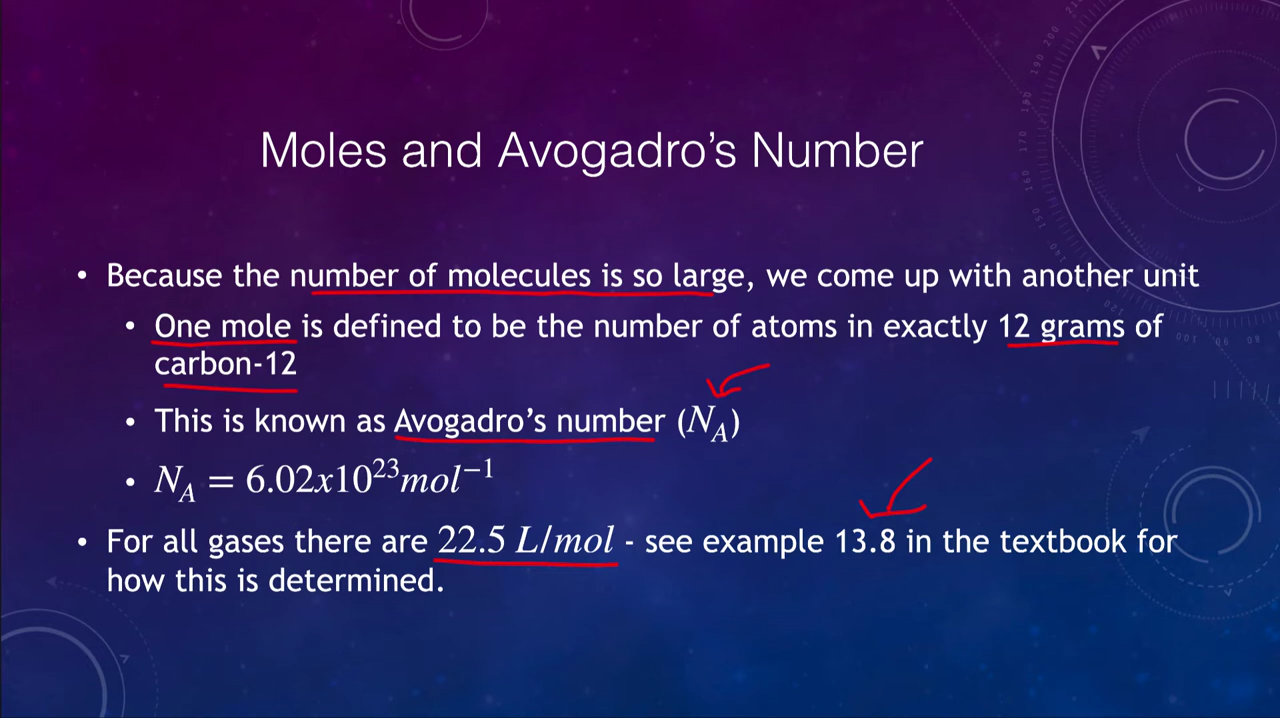 Moles and Avogadro’s Number
• Because the number of molecules is so large, we come up with another unit
• One mole is defined to be the number of atoms in exactly 12 grams of
carbon-12
• This is known as Avogadro’s number (N_A)
• N_A = 6.02x10^23 mol^−1
• For all gases there are 22.5 L/mol - see example 13.8 in the textbook for
how this is determined.